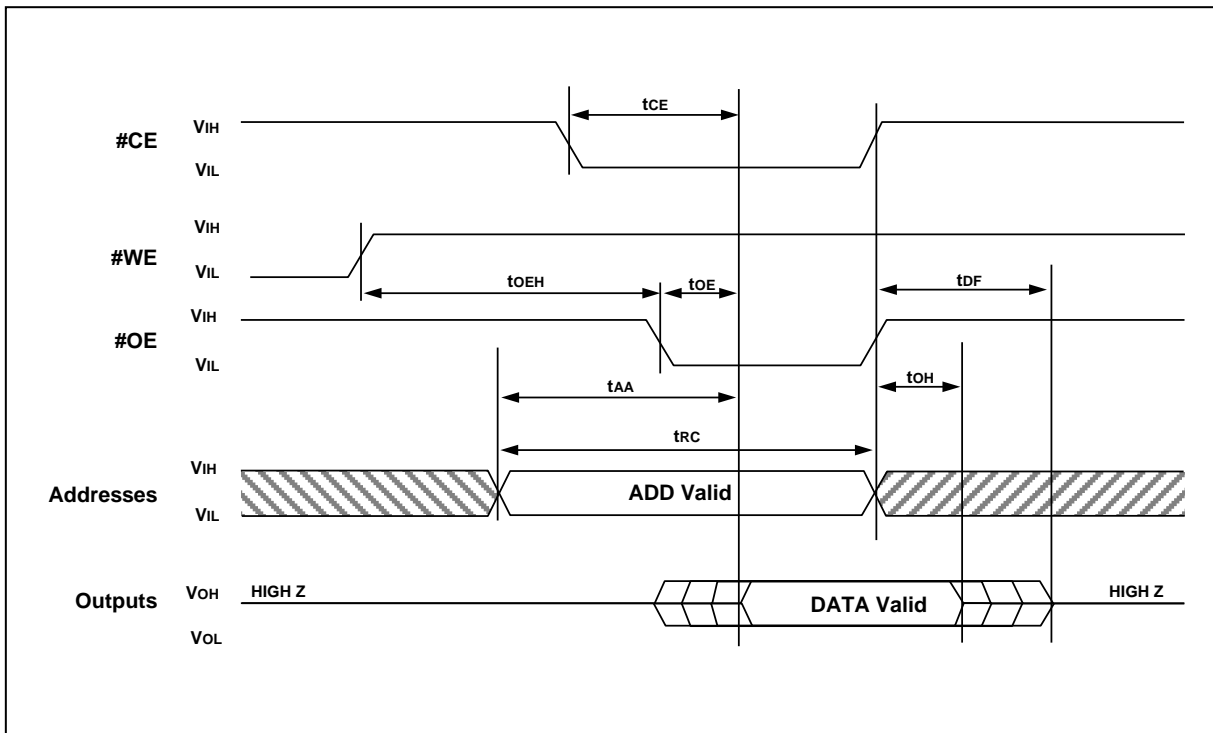 tCE
#CE
VIH
VIL
#WE
VIH
VIL
tOEH
tOE
tDF
#OE
VIH
VIL
tOH
tAA
tRC
Addresses
VIH
VIL
ADD Valid
Outputs
VOH
VOL
HIGH Z
DATA Valid
HIGH Z